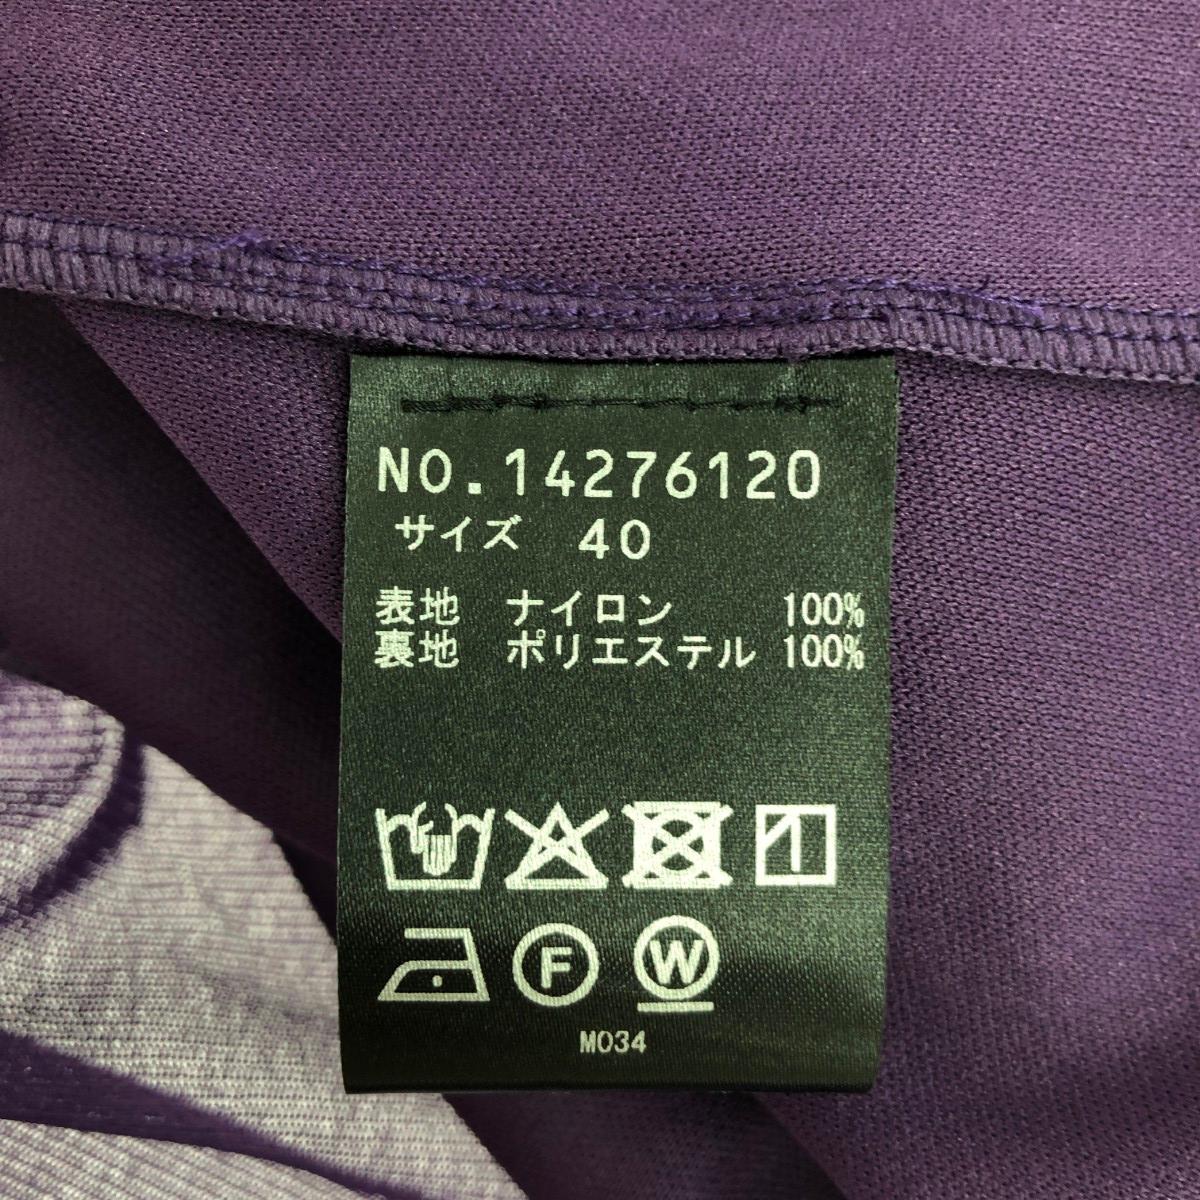 NO.14276120
サイズ 40
表地 ナイロン 100%
裏地 ポリエステル 100%
F W
M034